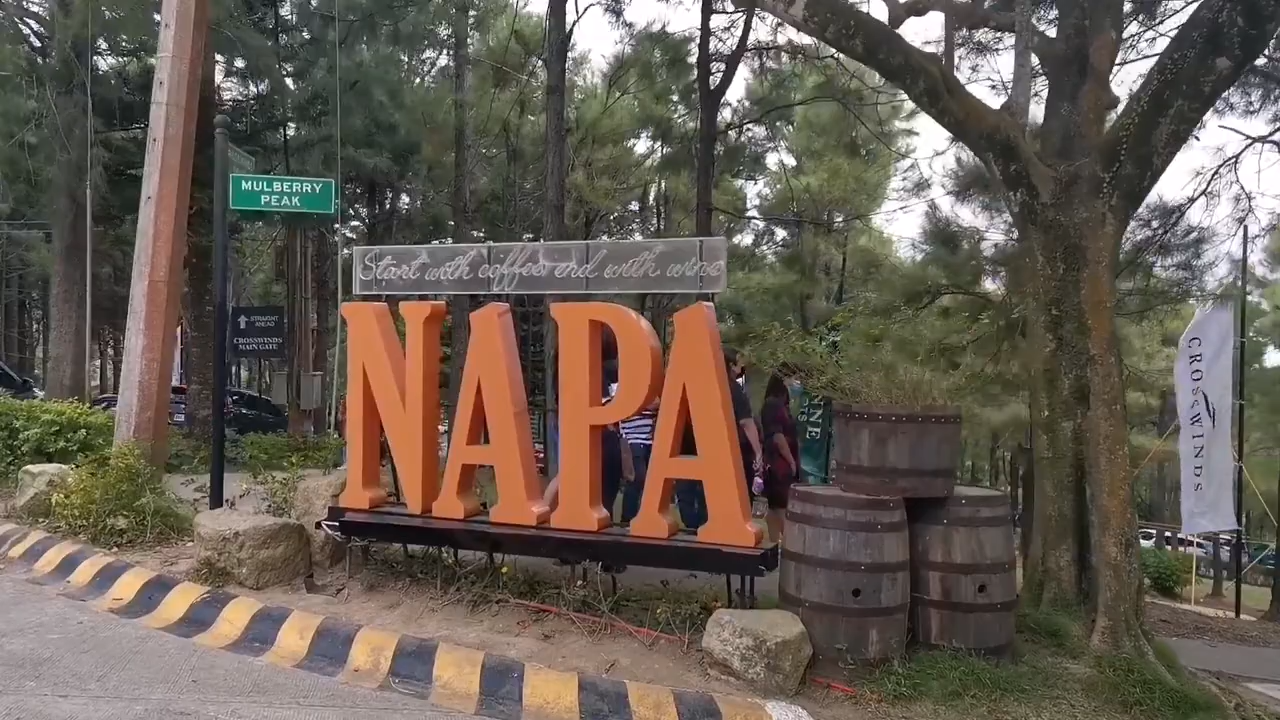 MULBERRY
PEAK
Start with coffee end with wine
STRAIGHT
AHEAD
CROSSWINDS
MAIN GATE
NAPA
CROSSWINDS